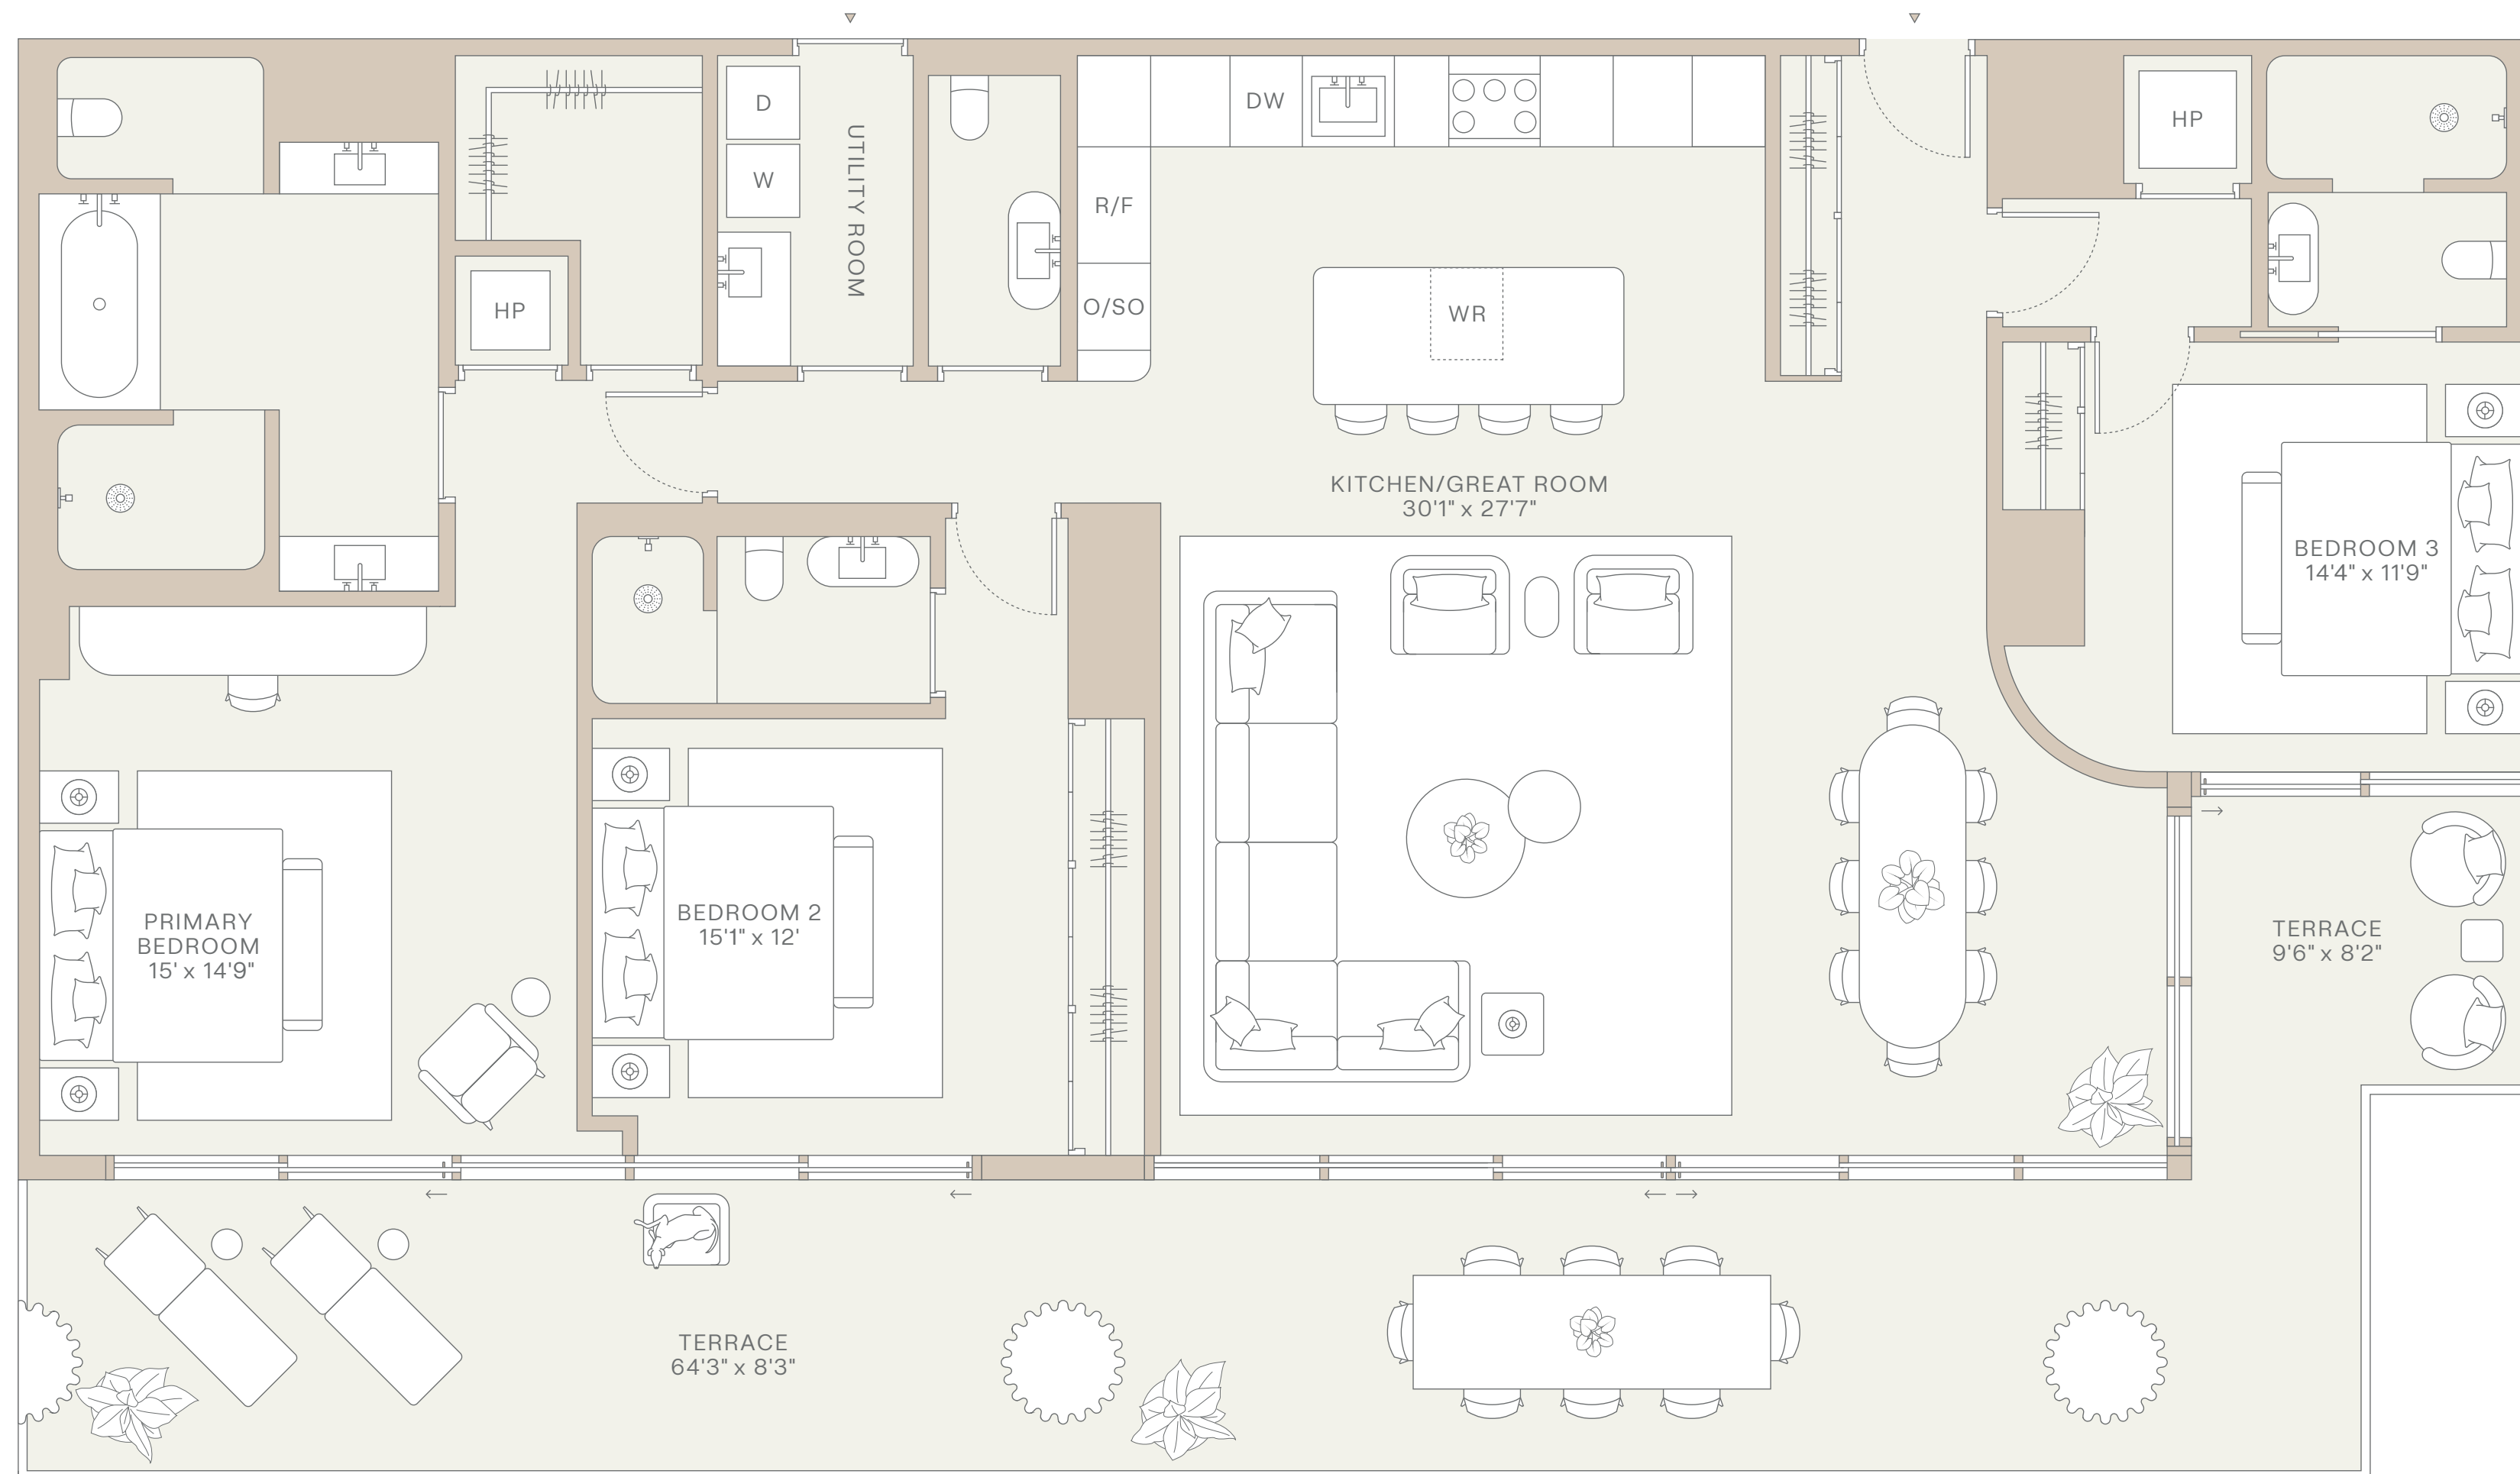 D
W
UTILITY ROOM
HP
DW
R/F
O/SO
WR
HP
KITCHEN/GREAT ROOM
30'1" x 27'7"
BEDROOM 3
14'4" x 11'9"
PRIMARY
BEDROOM
15' x 14'9"
BEDROOM 2
15'1" x 12'
TERRACE
9'6" x 8'2"
TERRACE
64'3" x 8'3"